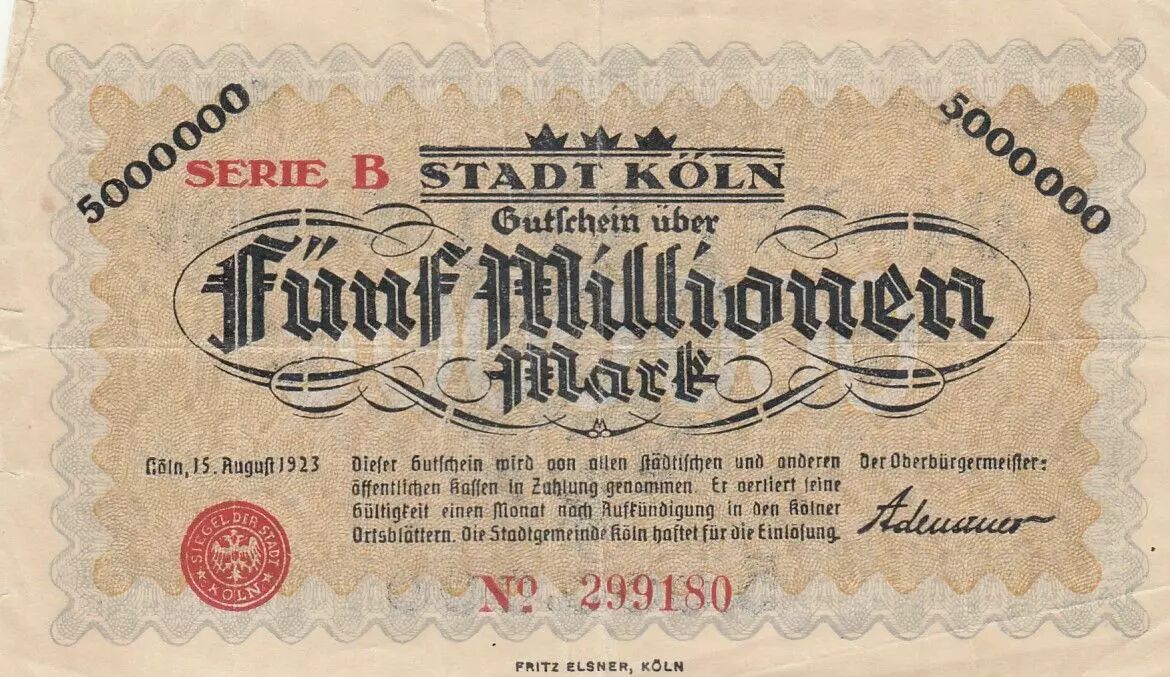 5000000
5000000
SERIE B
STADT KÖLN
Gutschein über
Fünf Millionen
Mark
Cöln, 15. August 1923
Dieser Gutschein wird von allen städtischen und anderen
öffentlichen Kassen in Zahlung genommen. Er verliert seine
Gültigkeit einen Monat nach Aufkündigung in den Kölner
Ortsblättern. Die Stadtgemeinde Köln haftet für die Einlösung.
Der Oberbürgermeister:
Adenauer
SIEGEL DER STADT
KÖLN
No 299180
FRITZ ELSNER, KÖLN